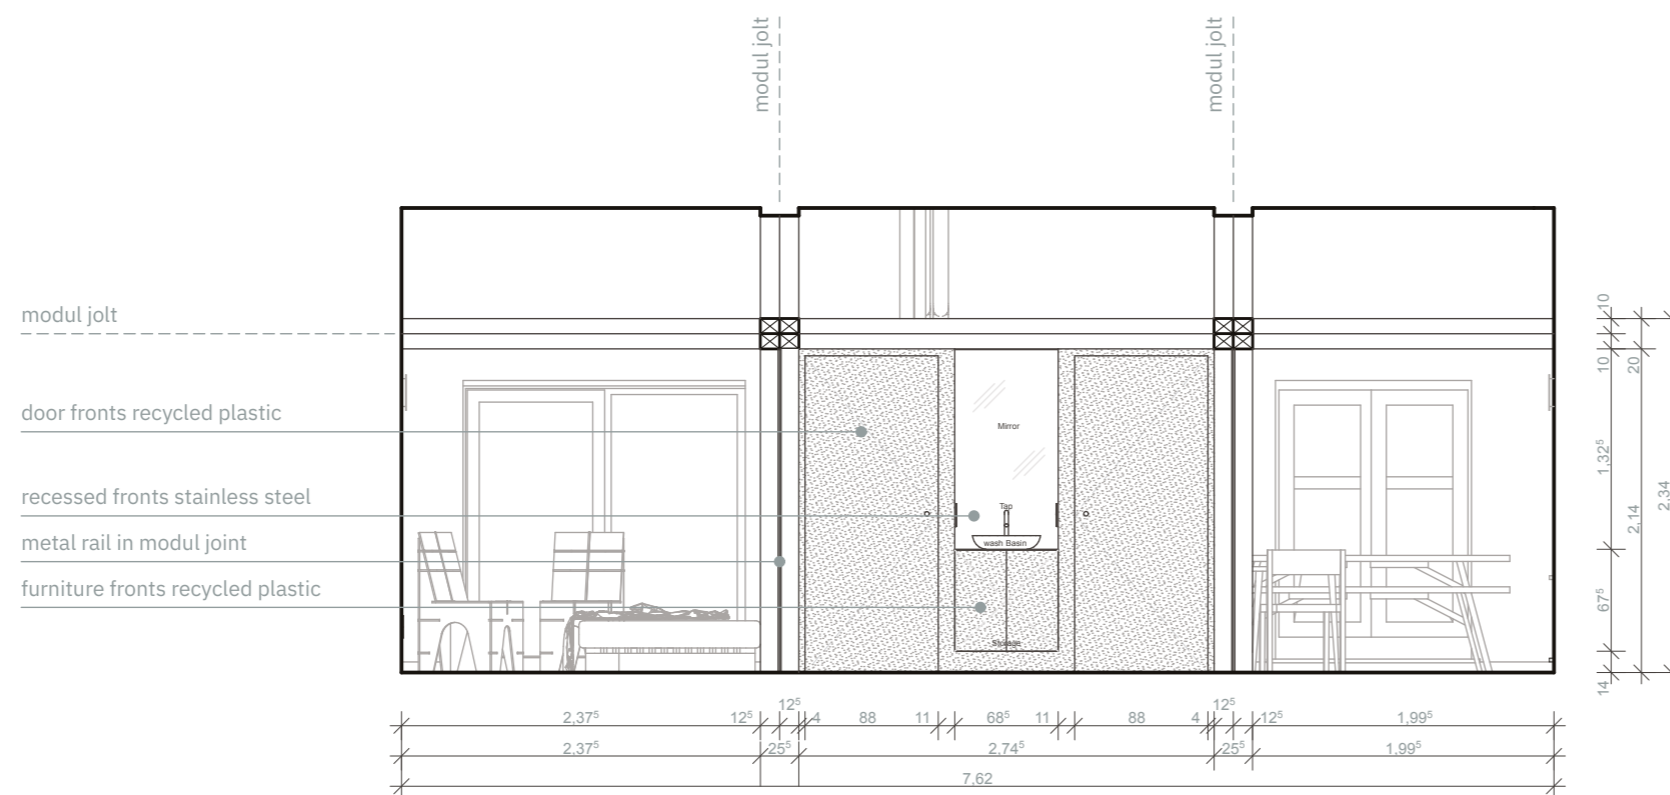 modul jolt
modul jolt
modul jolt
door fronts recycled plastic
recessed fronts stainless steel
metal rail in modul joint
furniture fronts recycled plastic
Mirror
Tap
wash Basin
Storage
10
10
20
1,32⁵
2,34
2,14
67⁵
14
12⁵ 12⁵
2,37⁵ 12⁵ 4 88 11 68⁵ 11 88 4 12⁵ 1,99⁵
2,37⁵ 25⁵ 2,74⁵ 25⁵ 1,99⁵
7,62